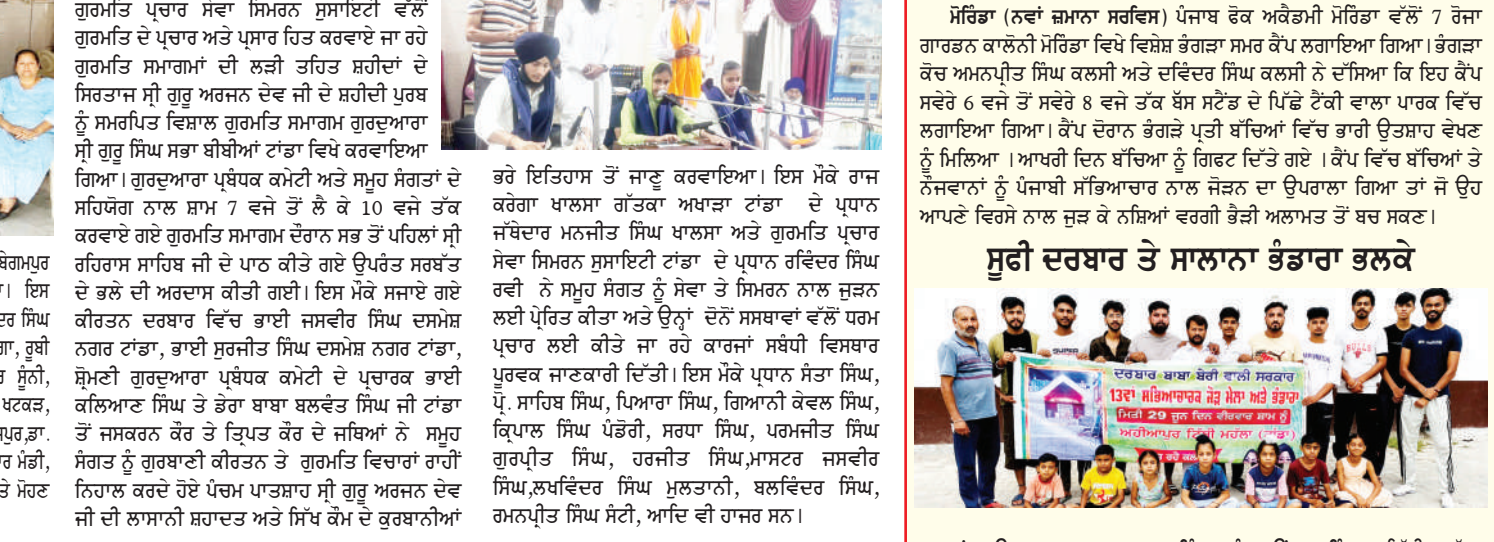 ਬੇਗਮਪੁਰ
ਇਸ
ਸਿੰਘ
ਰੂਬੀ
ਸੂੰਨੀ,
ਖਟਕੜ,
ਮੰਡੀ,
ਤੇ ਮੋਹਣ
ਗੁਰਮਤਿ ਪ੍ਰਚਾਰ ਸੇਵਾ ਸਿਮਰਨ ਸੁਸਾਇਟੀ ਵੱਲੋਂ
ਗੁਰਮਤਿ ਦੇ ਪ੍ਰਚਾਰ ਅਤੇ ਪ੍ਰਸਾਰ ਹਿਤ ਕਰਵਾਏ ਜਾ ਰਹੇ
ਗੁਰਮਤਿ ਸਮਾਗਮਾਂ ਦੀ ਲੜੀ ਤਹਿਤ ਸ਼ਹੀਦਾਂ ਦੇ
ਸਿਰਤਾਜ ਸ੍ਰੀ ਗੁਰੂ ਅਰਜਨ ਦੇਵ ਜੀ ਦੇ ਸ਼ਹੀਦੀ ਪੁਰਬ
ਨੂੰ ਸਮਰਪਿਤ ਵਿਸ਼ਾਲ ਗੁਰਮਤਿ ਸਮਾਗਮ ਗੁਰਦੁਆਰਾ
ਸ੍ਰੀ ਗੁਰੂ ਸਿੰਘ ਸਭਾ ਬੀਬੀਆਂ ਟਾਂਡਾ ਵਿਖੇ ਕਰਵਾਇਆ
ਗਿਆ। ਗੁਰਦੁਆਰਾ ਪ੍ਰਬੰਧਕ ਕਮੇਟੀ ਅਤੇ ਸਮੂਹ ਸੰਗਤਾਂ ਦੇ
ਸਹਿਯੋਗ ਨਾਲ ਸ਼ਾਮ 7 ਵਜੇ ਤੋਂ ਲੈ ਕੇ 10 ਵਜੇ ਤੱਕ
ਕਰਵਾਏ ਗਏ ਗੁਰਮਤਿ ਸਮਾਗਮ ਦੌਰਾਨ ਸਭ ਤੋਂ ਪਹਿਲਾਂ ਸ੍ਰੀ
ਰਹਿਰਾਸ ਸਾਹਿਬ ਜੀ ਦੇ ਪਾਠ ਕੀਤੇ ਗਏ ਉਪਰੰਤ ਸਰਬੱਤ
ਦੇ ਭਲੇ ਦੀ ਅਰਦਾਸ ਕੀਤੀ ਗਈ। ਇਸ ਮੌਕੇ ਸਜਾਏ ਗਏ
ਕੀਰਤਨ ਦਰਬਾਰ ਵਿੱਚ ਭਾਈ ਜਸਵੀਰ ਸਿੰਘ ਦਸਮੇਸ਼
ਨਗਰ ਟਾਂਡਾ, ਭਾਈ ਸੁਰਜੀਤ ਸਿੰਘ ਦਸਮੇਸ਼ ਨਗਰ ਟਾਂਡਾ,
ਸ਼੍ਰੋਮਣੀ ਗੁਰਦੁਆਰਾ ਪ੍ਰਬੰਧਕ ਕਮੇਟੀ ਦੇ ਪ੍ਰਚਾਰਕ ਭਾਈ
ਕਲਿਆਣ ਸਿੰਘ ਤੇ ਡੇਰਾ ਬਾਬਾ ਬਲਵੰਤ ਸਿੰਘ ਜੀ ਟਾਂਡਾ
ਤੋਂ ਜਸਕਰਨ ਕੌਰ ਤੇ ਤ੍ਰਿਪਤ ਕੌਰ ਦੇ ਜਥਿਆਂ ਨੇ ਸਮੂਹ
ਸੰਗਤ ਨੂੰ ਗੁਰਬਾਣੀ ਕੀਰਤਨ ਤੇ ਗੁਰਮਤਿ ਵਿਚਾਰਾਂ ਰਾਹੀਂ
ਨਿਹਾਲ ਕਰਦੇ ਹੋਏ ਪੰਚਮ ਪਾਤਸ਼ਾਹ ਸ੍ਰੀ ਗੁਰੂ ਅਰਜਨ ਦੇਵ
ਜੀ ਦੀ ਲਾਸਾਨੀ ਸ਼ਹਾਦਤ ਅਤੇ ਸਿੱਖ ਕੌਮ ਦੇ ਕੁਰਬਾਨੀਆਂ
ਭਰੇ ਇਤਿਹਾਸ ਤੋਂ ਜਾਣੂ ਕਰਵਾਇਆ। ਇਸ ਮੌਕੇ ਰਾਜ
ਕਰੇਗਾ ਖਾਲਸਾ ਗੱਤਕਾ ਅਖਾੜਾ ਟਾਂਡਾ ਦੇ ਪ੍ਰਧਾਨ
ਜੱਥੇਦਾਰ ਮਨਜੀਤ ਸਿੰਘ ਖਾਲਸਾ ਅਤੇ ਗੁਰਮਤਿ ਪ੍ਰਚਾਰ
ਸੇਵਾ ਸਿਮਰਨ ਸੁਸਾਇਟੀ ਟਾਂਡਾ ਦੇ ਪ੍ਰਧਾਨ ਰਵਿੰਦਰ ਸਿੰਘ
ਰਵੀ ਨੇ ਸਮੂਹ ਸੰਗਤ ਨੂੰ ਸੇਵਾ ਤੇ ਸਿਮਰਨ ਨਾਲ ਜੁੜਨ
ਲਈ ਪ੍ਰੇਰਿਤ ਕੀਤਾ ਅਤੇ ਉਨ੍ਹਾਂ ਦੋਨੋਂ ਸਸਥਾਵਾਂ ਵੱਲੋਂ ਧਰਮ
ਪ੍ਰਚਾਰ ਲਈ ਕੀਤੇ ਜਾ ਰਹੇ ਕਾਰਜਾਂ ਸਬੰਧੀ ਵਿਸਥਾਰ
ਪੂਰਵਕ ਜਾਣਕਾਰੀ ਦਿੱਤੀ। ਇਸ ਮੌਕੇ ਪ੍ਰਧਾਨ ਸੰਤਾ ਸਿੰਘ,
ਪ੍ਰੋ. ਸਾਹਿਬ ਸਿੰਘ, ਪਿਆਰਾ ਸਿੰਘ, ਗਿਆਨੀ ਕੇਵਲ ਸਿੰਘ,
ਕ੍ਰਿਪਾਲ ਸਿੰਘ ਪੰਡੋਰੀ, ਸਰਧਾ ਸਿੰਘ, ਪਰਮਜੀਤ ਸਿੰਘ
ਗੁਰਪ੍ਰੀਤ ਸਿੰਘ, ਹਰਜੀਤ ਸਿੰਘ,ਮਾਸਟਰ ਜਸਵੀਰ
ਸਿੰਘ,ਲਖਵਿੰਦਰ ਸਿੰਘ ਮੁਲਤਾਨੀ, ਬਲਵਿੰਦਰ ਸਿੰਘ,
ਰਮਨਪ੍ਰੀਤ ਸਿੰਘ ਸੰਟੀ, ਆਦਿ ਵੀ ਹਾਜਰ ਸਨ।
ਮੋਰਿੰਡਾ (ਨਵਾਂ ਜ਼ਮਾਨਾ ਸਰਵਿਸ) ਪੰਜਾਬ ਫੋਕ ਅਕੈਡਮੀ ਮੋਰਿੰਡਾ ਵੱਲੋਂ 7 ਰੋਜਾ
ਗਾਰਡਨ ਕਾਲੋਨੀ ਮੋਰਿੰਡਾ ਵਿਖੇ ਵਿਸ਼ੇਸ਼ ਭੰਗੜਾ ਸਮਰ ਕੈਂਪ ਲਗਾਇਆ ਗਿਆ। ਭੰਗੜਾ
ਕੋਚ ਅਮਨਪ੍ਰੀਤ ਸਿੰਘ ਕਲਸੀ ਅਤੇ ਦਵਿੰਦਰ ਸਿੰਘ ਕਲਸੀ ਨੇ ਦੱਸਿਆ ਕਿ ਇਹ ਕੈਂਪ
ਸਵੇਰੇ 6 ਵਜੇ ਤੋਂ ਸਵੇਰੇ 8 ਵਜੇ ਤੱਕ ਬੱਸ ਸਟੈਂਡ ਦੇ ਪਿੱਛੇ ਟੈਂਕੀ ਵਾਲਾ ਪਾਰਕ ਵਿੱਚ
ਲਗਾਇਆ ਗਿਆ। ਕੈਂਪ ਦੋਰਾਨ ਭੰਗੜੇ ਪ੍ਰਤੀ ਬੱਚਿਆਂ ਵਿੱਚ ਭਾਰੀ ਉਤਸ਼ਾਹ ਵੇਖਣ
ਨੂੰ ਮਿਲਿਆ । ਆਖਰੀ ਦਿਨ ਬੱਚਿਆ ਨੂੰ ਗਿਫਟ ਦਿੱਤੇ ਗਏ । ਕੈਂਪ ਵਿੱਚ ਬੱਚਿਆਂ ਤੇ
ਨੌਜਵਾਨਾਂ ਨੂੰ ਪੰਜਾਬੀ ਸੱਭਿਆਚਾਰ ਨਾਲ ਜੋੜਨ ਦਾ ਉਪਰਾਲਾ ਗਿਆ ਤਾਂ ਜੋ ਉਹ
ਆਪਣੇ ਵਿਰਸੇ ਨਾਲ ਜੁੜ ਕੇ ਨਸ਼ਿਆਂ ਵਰਗੀ ਭੈੜੀ ਅਲਾਮਤ ਤੋਂ ਬਚ ਸਕਣ।
ਸੂਫੀ ਦਰਬਾਰ ਤੇ ਸਾਲਾਨਾ ਭੰਡਾਰਾ ਭਲਕੇ
ਦਰਬਾਰ ਬਾਬਾ ਬੇਰੀ ਵਾਲੀ ਸਰਕਾਰ
13ਵਾਂ ਸਭਿਆਚਾਰਕ ਜੋੜ ਮੇਲਾ ਅਤੇ ਭੰਡਾਰਾ
ਮਿਤੀ 29 ਜੂਨ ਦਿਨ ਵੀਰਵਾਰ ਸ਼ਾਮ ਨੂੰ
ਅਹੀਆਪੁਰ ਮਹੱਲਾ (ਟਾਂਡਾ)
BULLS